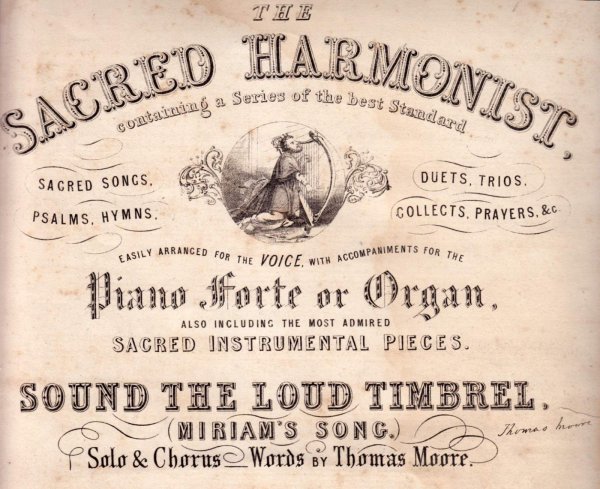 THE
SACRED HARMONIST,
containing a Series of the best Standard
SACRED SONGS,
PSALMS, HYMNS.
DUETS, TRIOS.
COLLECTS, PRAYERS, &c.
EASILY ARRANGED FOR THE VOICE, WITH ACCOMPANIMENTS FOR THE
Piano Forte or Organ,
ALSO INCLUDING THE MOST ADMIRED
SACRED INSTRUMENTAL PIECES.
SOUND THE LOUD TIMBREL,
(MIRIAM'S SONG.)
Thomas Moore
Solo & Chorus — Words BY Thomas Moore.